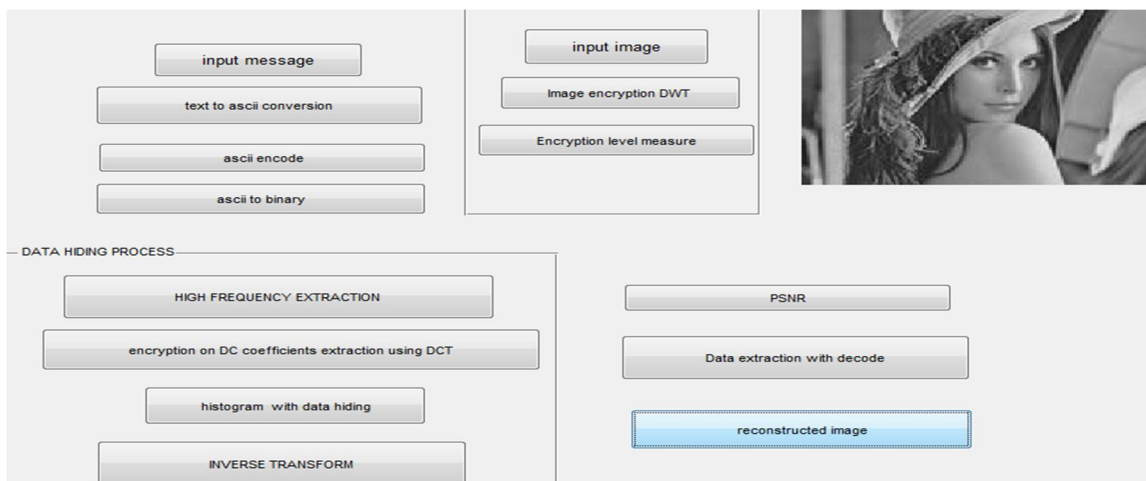 input message
text to ascii conversion
ascii encode
ascii to binary
input image
Image encryption DWT
Encryption level measure
DATA HIDING PROCESS
HIGH FREQUENCY EXTRACTION
encryption on DC coefficients extraction using DCT
histogram with data hiding
INVERSE TRANSFORM
PSNR
Data extraction with decode
reconstructed image